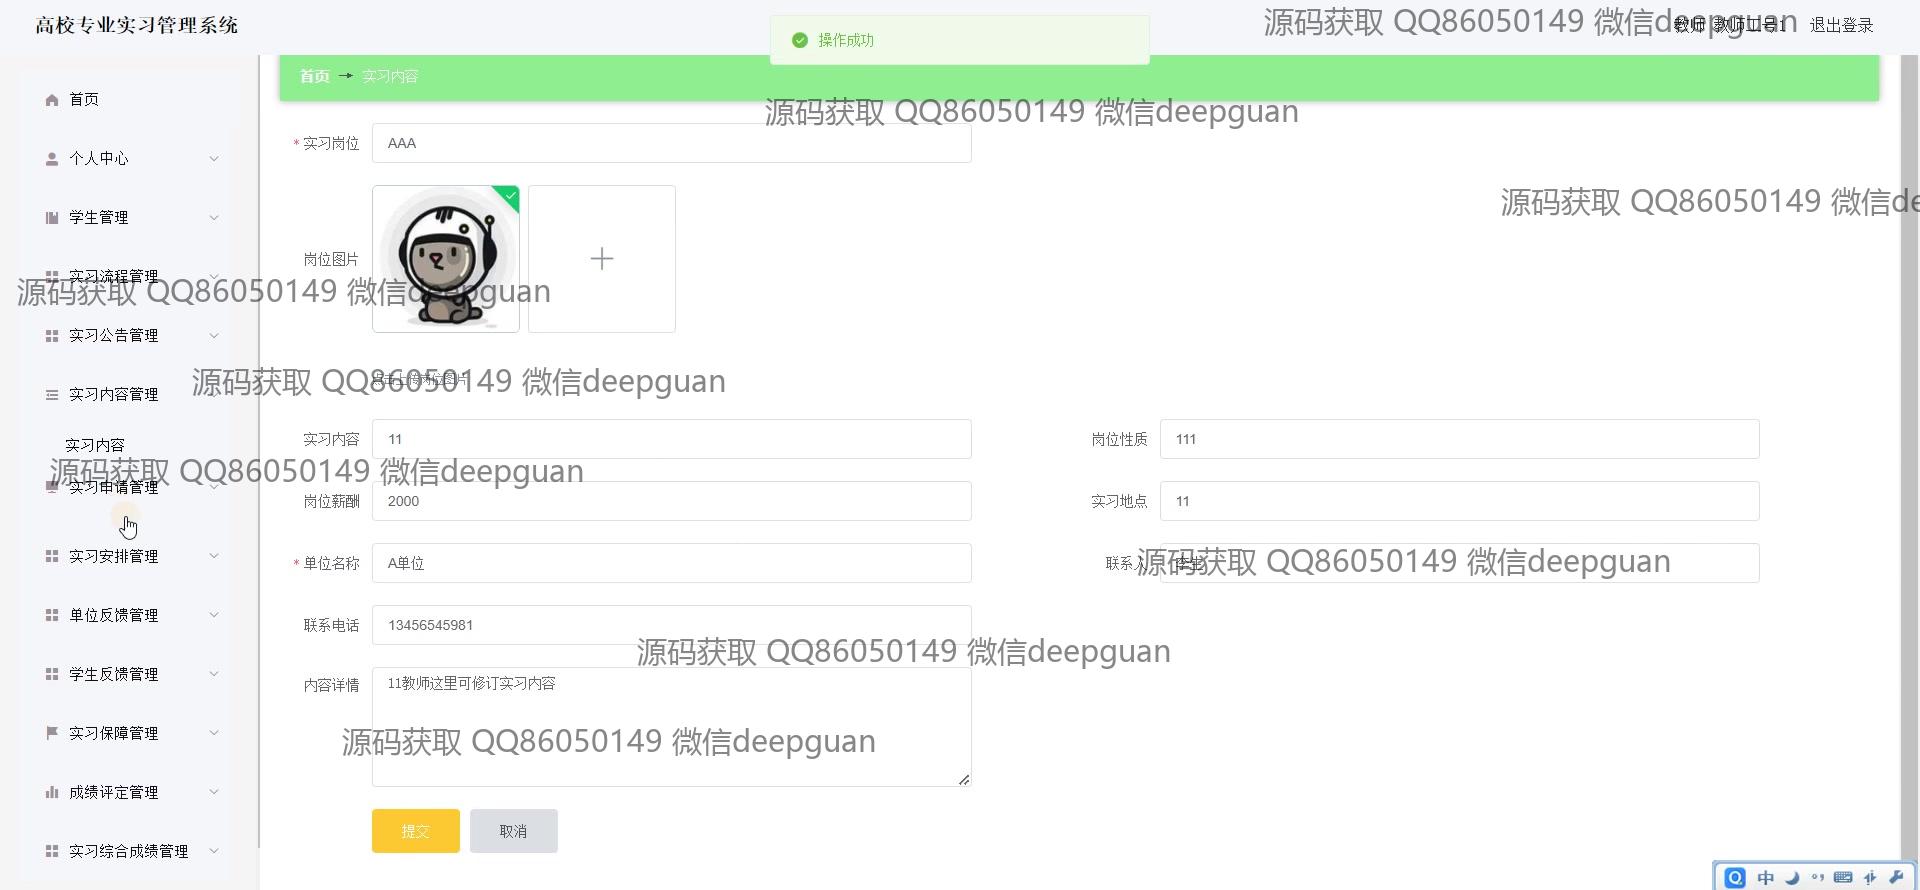 高校专业实习管理系统
操作成功
源码获取 QQ86050149 微信deepguan
退出登录
首页
实习内容
源码获取 QQ86050149 微信deepguan
首页
个人中心
学生管理
实习流程管理
实习公告管理
实习内容管理
实习内容
实习申请管理
实习安排管理
单位反馈管理
学生反馈管理
实习保障管理
成绩评定管理
实习综合成绩管理
* 实习岗位
AAA
源码获取 QQ86050149 微信de
岗位图片
源码获取 QQ86050149 微信deepguan
点击上传岗位图片
源码获取 QQ86050149 微信deepguan
实习内容
11
岗位性质
111
源码获取 QQ86050149 微信deepguan
岗位薪酬
2000
实习地点
11
* 单位名称
A单位
联系人
源码获取 QQ86050149 微信deepguan
联系电话
13456545981
源码获取 QQ86050149 微信deepguan
内容详情
11教师这里可修订实习内容
源码获取 QQ86050149 微信deepguan
提交
取消
中